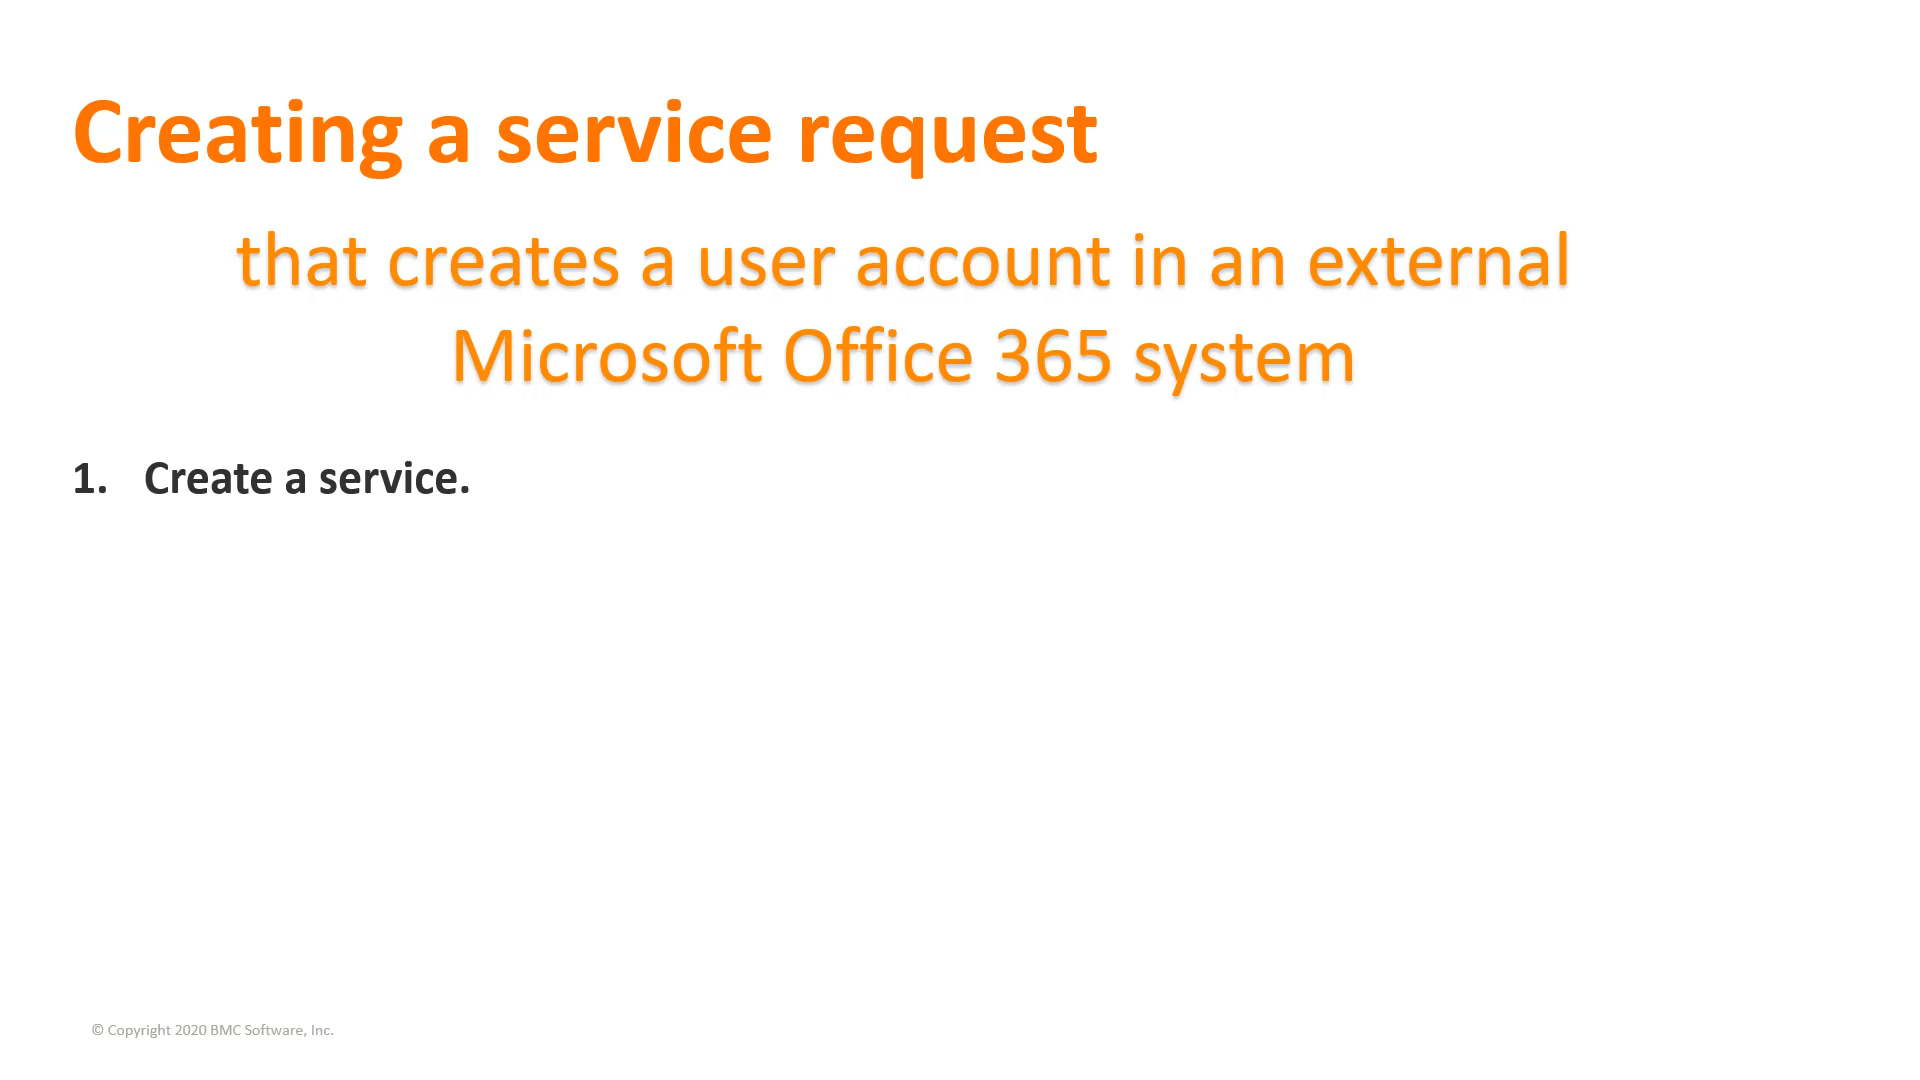 Creating a service request
that creates a user account in an external
Microsoft Office 365 system
1. Create a service.
© Copyright 2020 BMC Software, Inc.